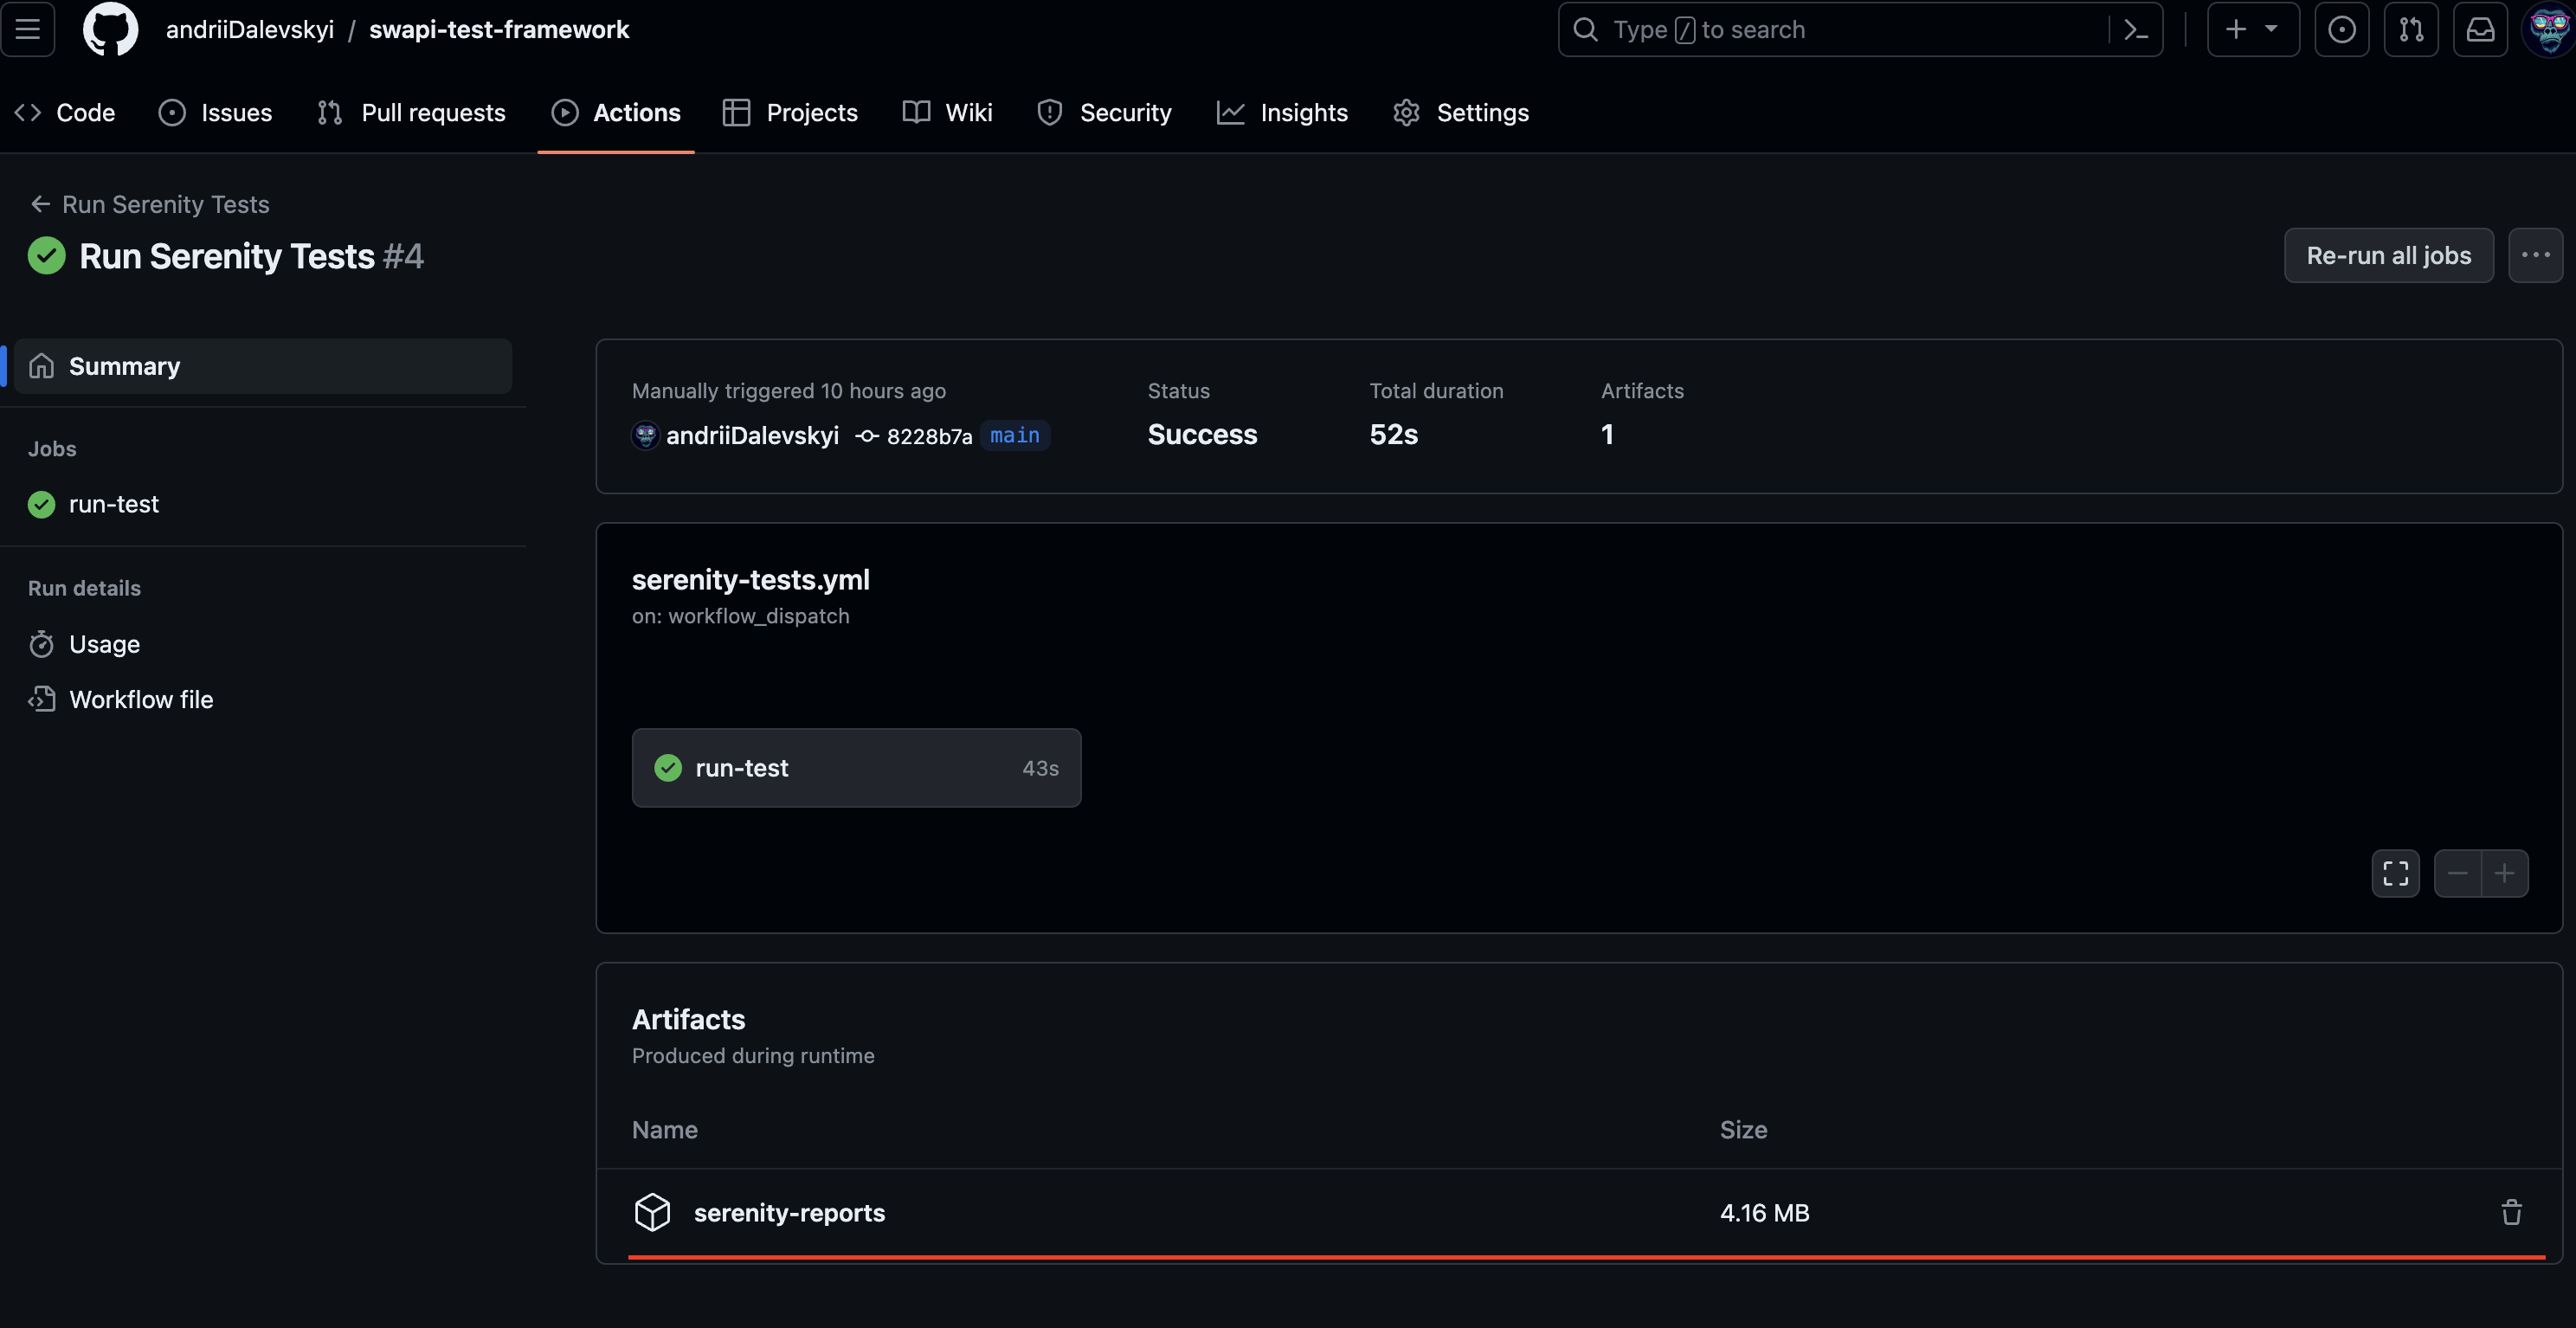 andriiDalevskyi / swapi-test-framework
Type / to search
Code
Issues
Pull requests
Actions
Projects
Wiki
Security
Insights
Settings
Run Serenity Tests
Run Serenity Tests #4
Re-run all jobs
Summary
Jobs
run-test
Run details
Usage
Workflow file
Manually triggered 10 hours ago
andriiDalevskyi 8228b7a main
Status
Success
Total duration
52s
Artifacts
1
serenity-tests.yml
on: workflow_dispatch
run-test 43s
Artifacts
Produced during runtime
Name Size
serenity-reports 4.16 MB